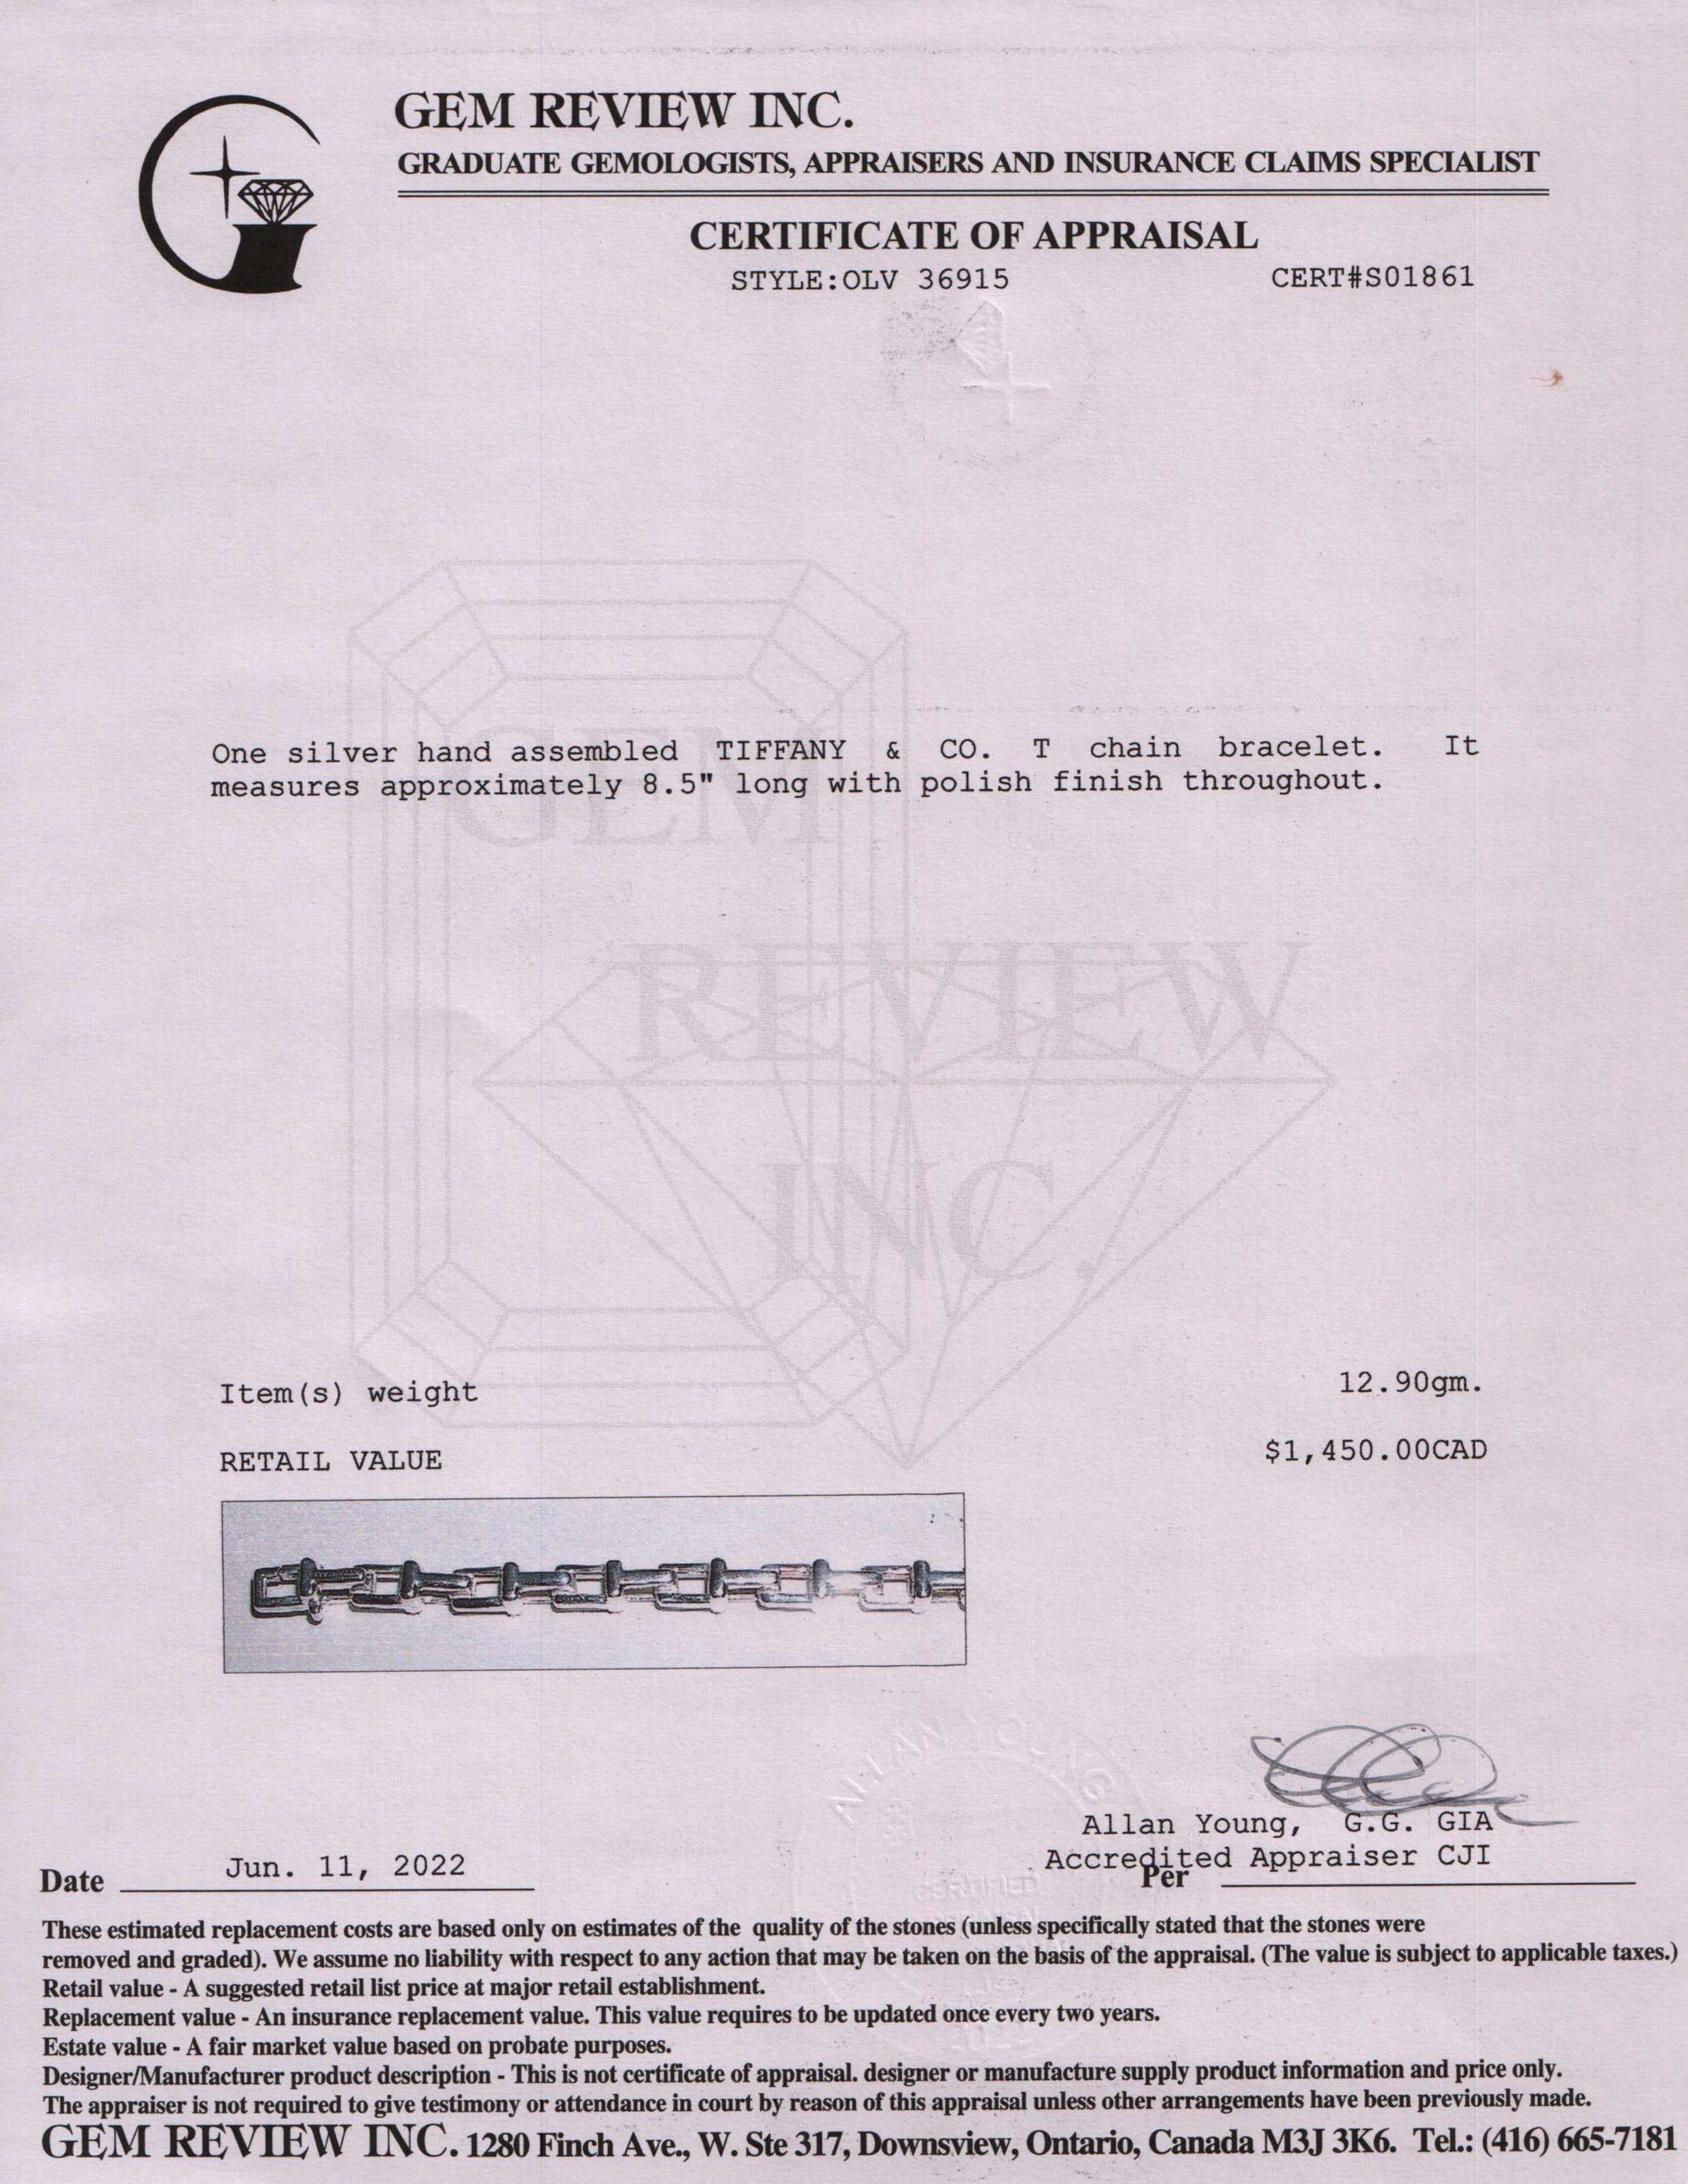 GEM REVIEW INC.
GRADUATE GEMOLOGISTS, APPRAISERS AND INSURANCE CLAIMS SPECIALIST
CERTIFICATE OF APPRAISAL
STYLE:OLV 36915 CERT#S01861
One silver hand assembled TIFFANY & CO. T chain bracelet. It
measures approximately 8.5" long with polish finish throughout.
GEM
REVIEW
INC.
Item(s) weight 12.90gm.
RETAIL VALUE $1,450.00CAD
ALLAN YOUNG
CERTIFIED
Allan Young, G.G. GIA
Accredited Appraiser CJI
Date Jun. 11, 2022 Per
These estimated replacement costs are based only on estimates of the quality of the stones (unless specifically stated that the stones were
removed and graded). We assume no liability with respect to any action that may be taken on the basis of the appraisal. (The value is subject to applicable taxes.)
Retail value - A suggested retail list price at major retail establishment.
Replacement value - An insurance replacement value. This value requires to be updated once every two years.
Estate value - A fair market value based on probate purposes.
Designer/Manufacturer product description - This is not certificate of appraisal. designer or manufacture supply product information and price only.
The appraiser is not required to give testimony or attendance in court by reason of this appraisal unless other arrangements have been previously made.
GEM REVIEW INC. 1280 Finch Ave., W. Ste 317, Downsview, Ontario, Canada M3J 3K6. Tel.: (416) 665-7181